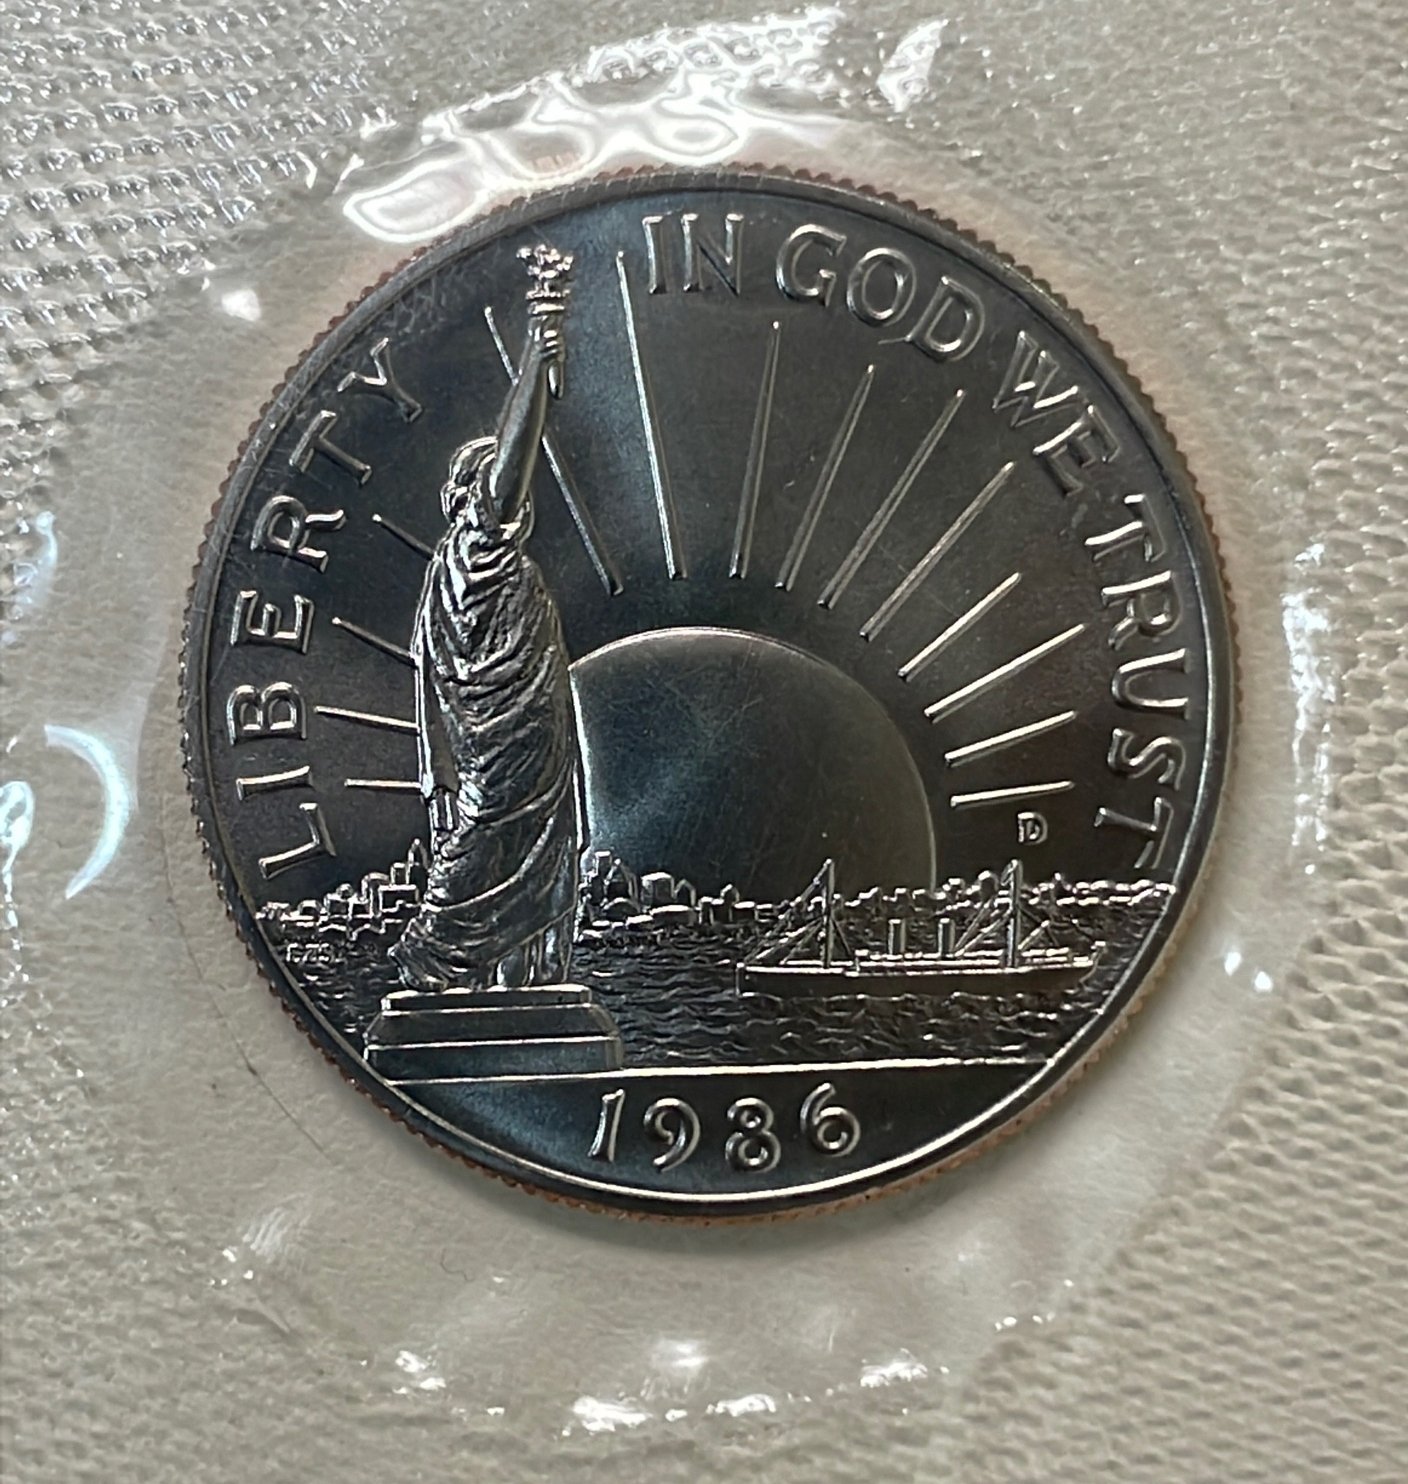 LIBERTY
IN GOD WE TRUST
D
1986